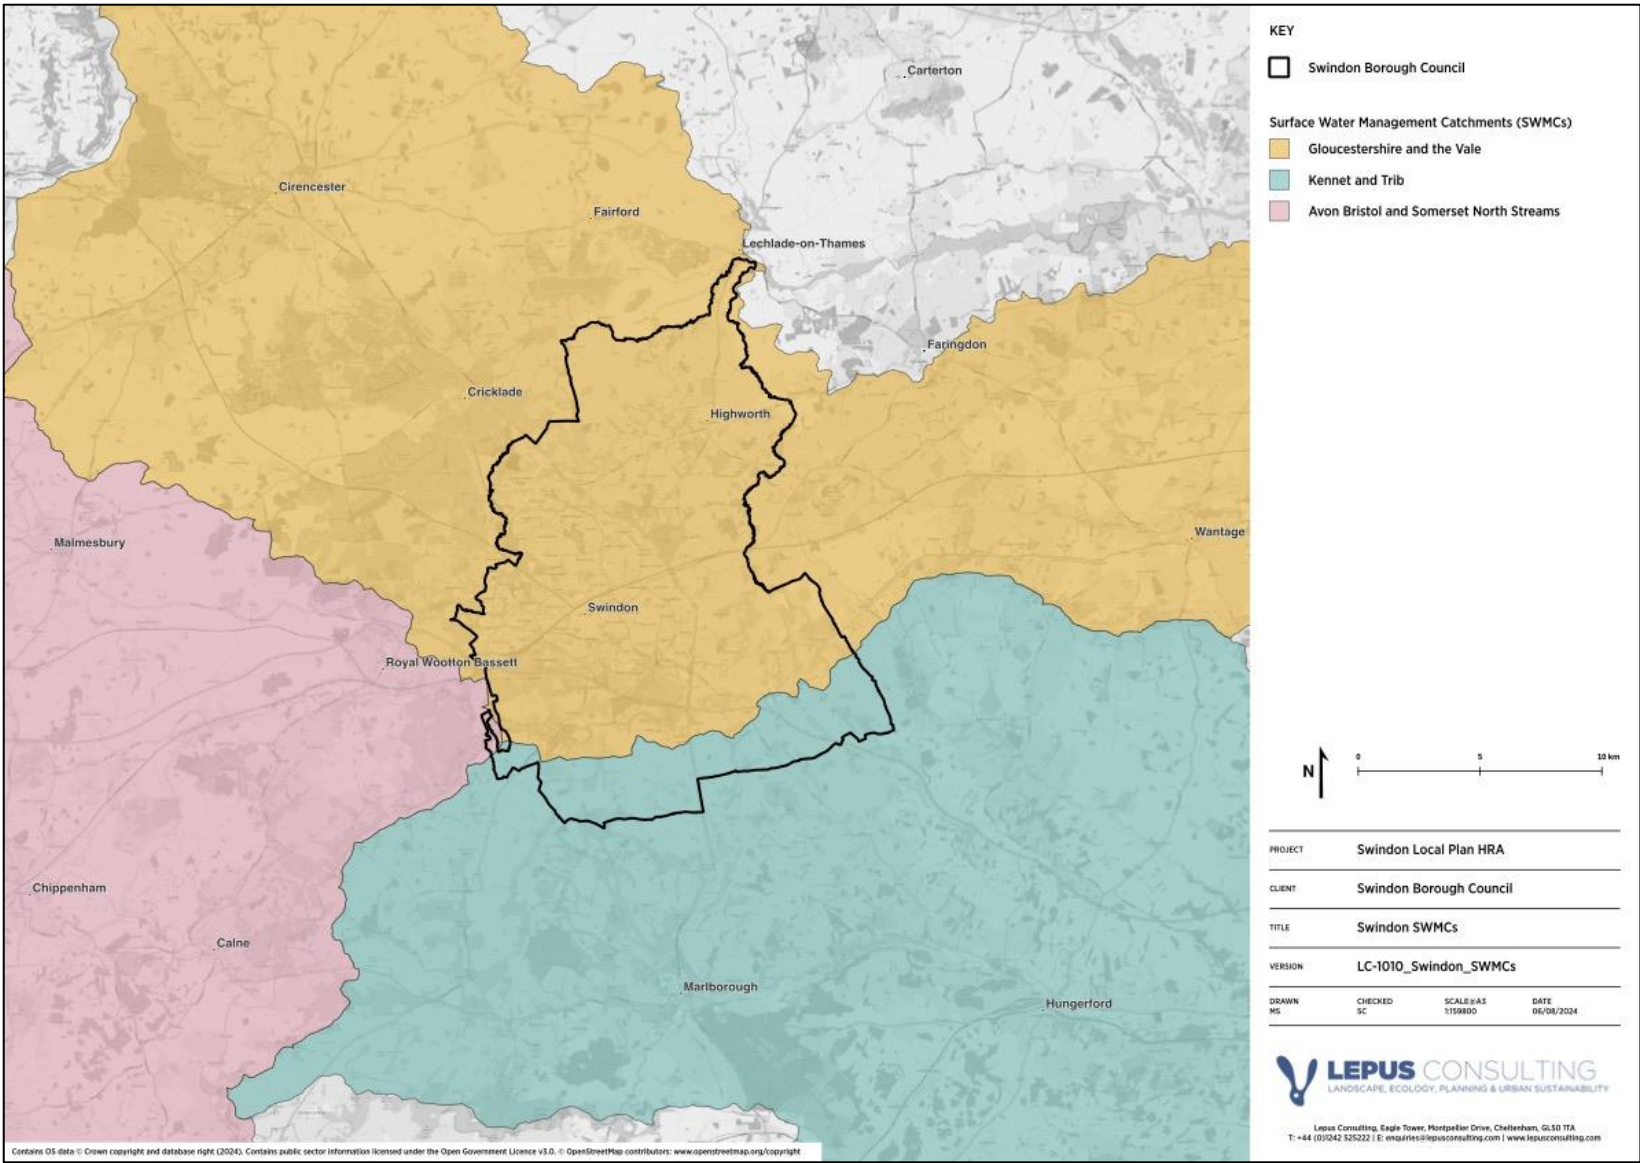 Carterton
Cirencester
Fairford
Lechlade-on-Thames
Faringdon
Cricklade
Highworth
Wantage
Malmesbury
Swindon
Royal Wootton Bassett
Chippenham
Calne
Marlborough
Hungerford
Contains OS data © Crown copyright and database right (2024). Contains public sector information licensed under the Open Government Licence v3.0. © OpenStreetMap contributors: www.openstreetmap.org/copyright
KEY
Swindon Borough Council
Surface Water Management Catchments (SWMCs)
Gloucestershire and the Vale
Kennet and Trib
Avon Bristol and Somerset North Streams
N
0 5 10 km
PROJECT Swindon Local Plan HRA
CLIENT Swindon Borough Council
TITLE Swindon SWMCs
VERSION LC-1010_Swindon_SWMCs
DRAWN CHECKED SCALE@A3 DATE
MS SC 1:159800 06/08/2024
LEPUS CONSULTING
LANDSCAPE, ECOLOGY, PLANNING & URBAN SUSTAINABILITY
Lepus Consulting, Eagle Tower, Montpellier Drive, Cheltenham, GL50 1TA
T: +44 (0)1242 525222 | E: enquiries@lepusconsulting.com | www.lepusconsulting.com